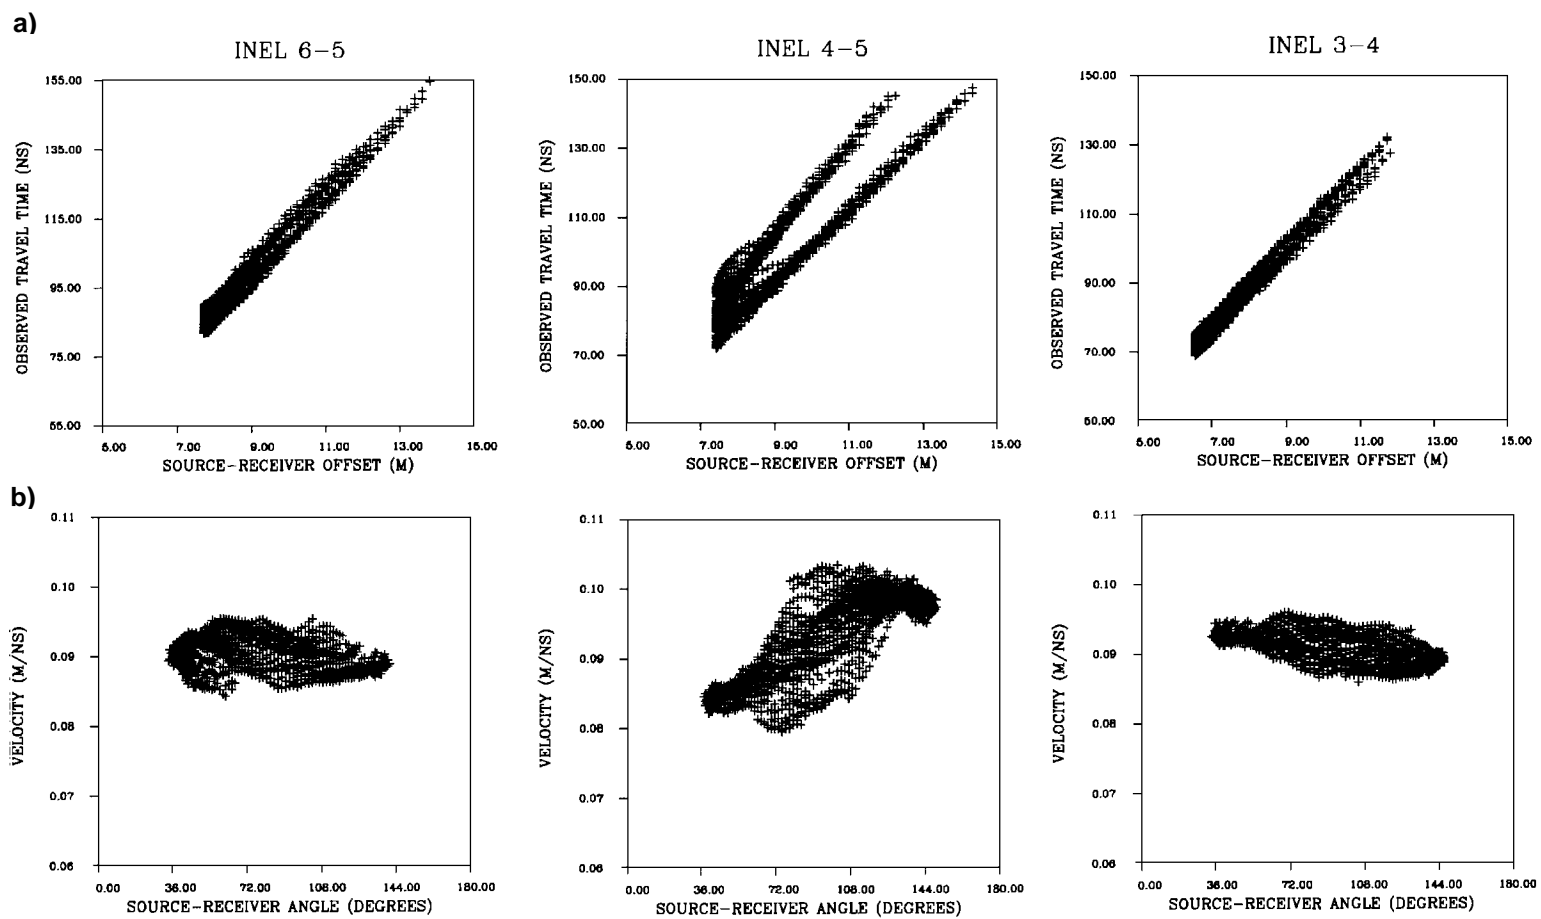 a)
INEL 6-5
155.00
135.00
115.00
95.00
75.00
55.00
5.00 7.00 9.00 11.00 13.00 15.00
OBSERVED TRAVEL TIME (NS)
SOURCE-RECEIVER OFFSET (M)
INEL 4-5
150.00
130.00
110.00
90.00
70.00
50.00
5.00 7.00 9.00 11.00 13.00 15.00
OBSERVED TRAVEL TIME (NS)
SOURCE-RECEIVER OFFSET (M)
INEL 3-4
150.00
130.00
110.00
90.00
70.00
50.00
5.00 7.00 9.00 11.00 13.00 15.00
OBSERVED TRAVEL TIME (NS)
SOURCE-RECEIVER OFFSET (M)
b)
0.11
0.10
0.09
0.08
0.07
0.06
0.00 36.00 72.00 108.00 144.00 180.00
VELOCITY (M/NS)
SOURCE-RECEIVER ANGLE (DEGREES)
0.11
0.10
0.09
0.08
0.07
0.06
0.00 36.00 72.00 108.00 144.00 180.00
VELOCITY (M/NS)
SOURCE-RECEIVER ANGLE (DEGREES)
0.11
0.10
0.09
0.08
0.07
0.06
0.00 36.00 72.00 108.00 144.00 180.00
VELOCITY (M/NS)
SOURCE-RECEIVER ANGLE (DEGREES)